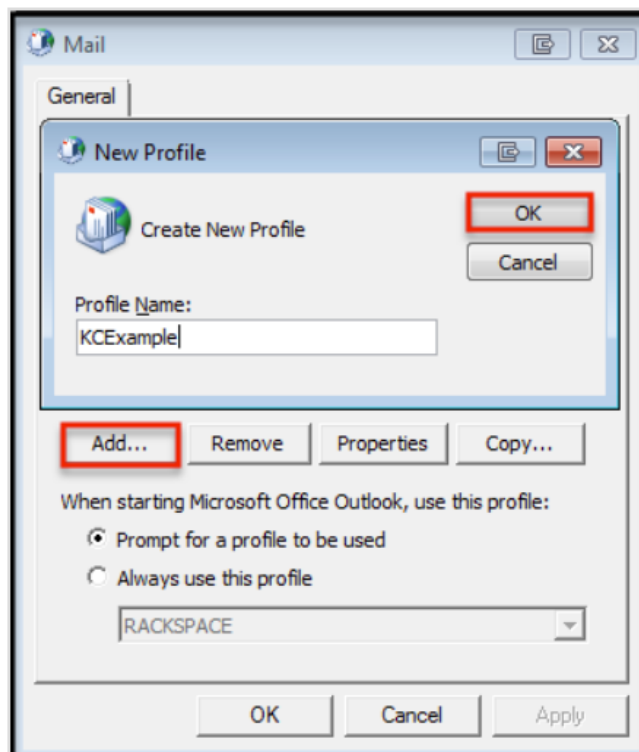 Mail
General
New Profile
Create New Profile
OK
Cancel
Profile Name:
KCExample
Add... Remove Properties Copy...
When starting Microsoft Office Outlook, use this profile:
Prompt for a profile to be used
Always use this profile
RACKSPACE
OK Cancel Apply